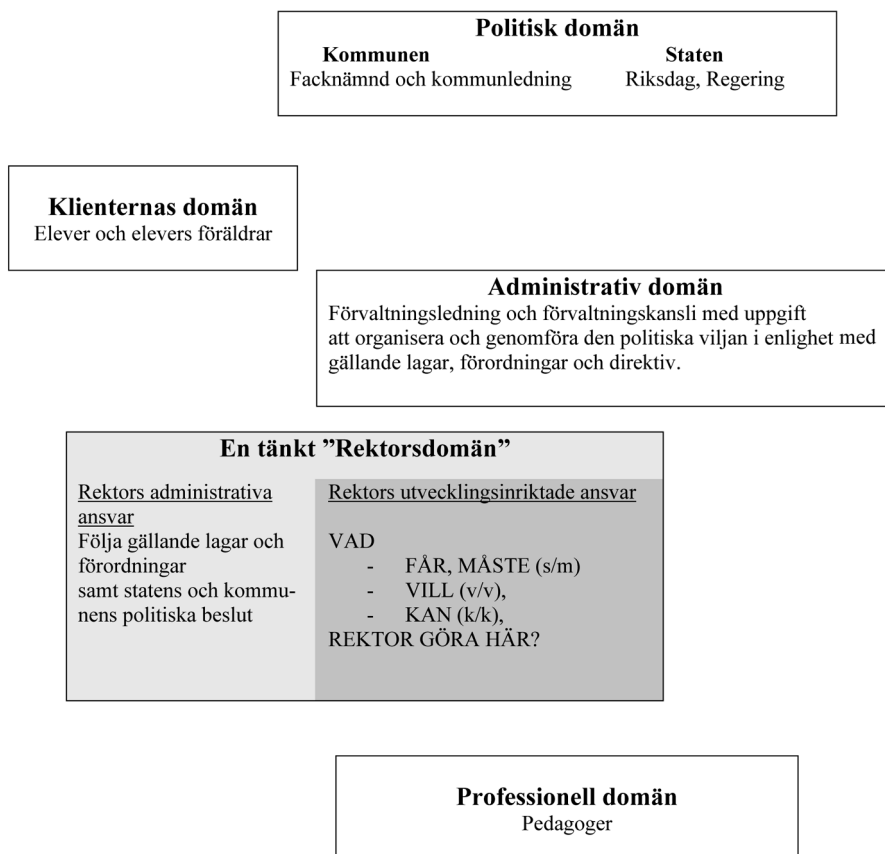 Politisk domän
Kommunen Staten
Facknämnd och kommunledning Riksdag, Regering
Klienternas domän
Elever och elevers föräldrar
Administrativ domän
Förvaltningsledning och förvaltningskansli med uppgift
att organisera och genomföra den politiska viljan i enlighet med
gällande lagar, förordningar och direktiv.
En tänkt ”Rektorsdomän”
Rektors administrativa
ansvar
Följa gällande lagar och
förordningar
samt statens och kommu-
nens politiska beslut
Rektors utvecklingsinriktade ansvar
VAD
- FÅR, MÅSTE (s/m)
- VILL (v/v),
- KAN (k/k),
REKTOR GÖRA HÄR?
Professionell domän
Pedagoger